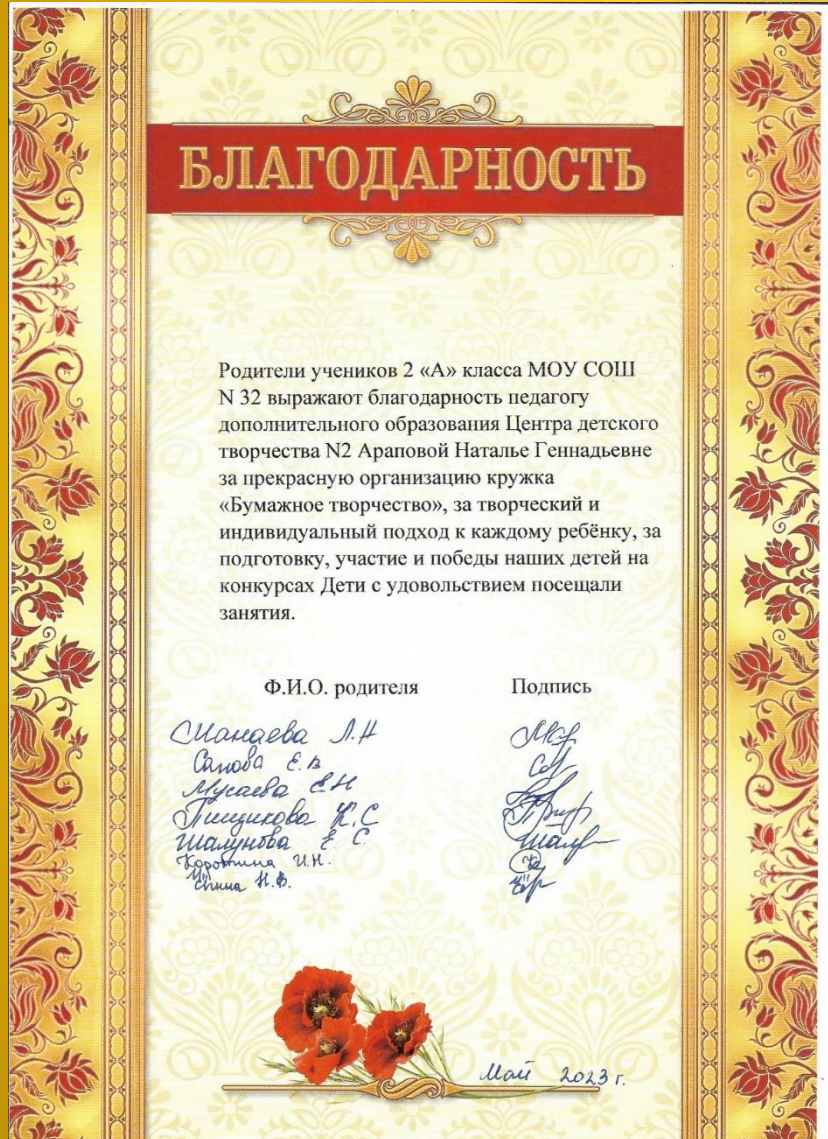 БЛАГОДАРНОСТЬ
Родители учеников 2 «А» класса МОУ СОШ
N 32 выражают благодарность педагогу
дополнительного образования Центра детского
творчества N2 Араповой Наталье Геннадьевне
за прекрасную организацию кружка
«Бумажное творчество», за творческий и
индивидуальный подход к каждому ребёнку, за
подготовку, участие и победы наших детей на
конкурсах Дети с удовольствием посещали
занятия.
Ф.И.О. родителя Подпись
Манаева Л.Н
Е.В
Мусаева Е.Н
Пищикова К.С
Шалунова Е С.
Коротина И.Н.
Н.В.
Май 2023 г.